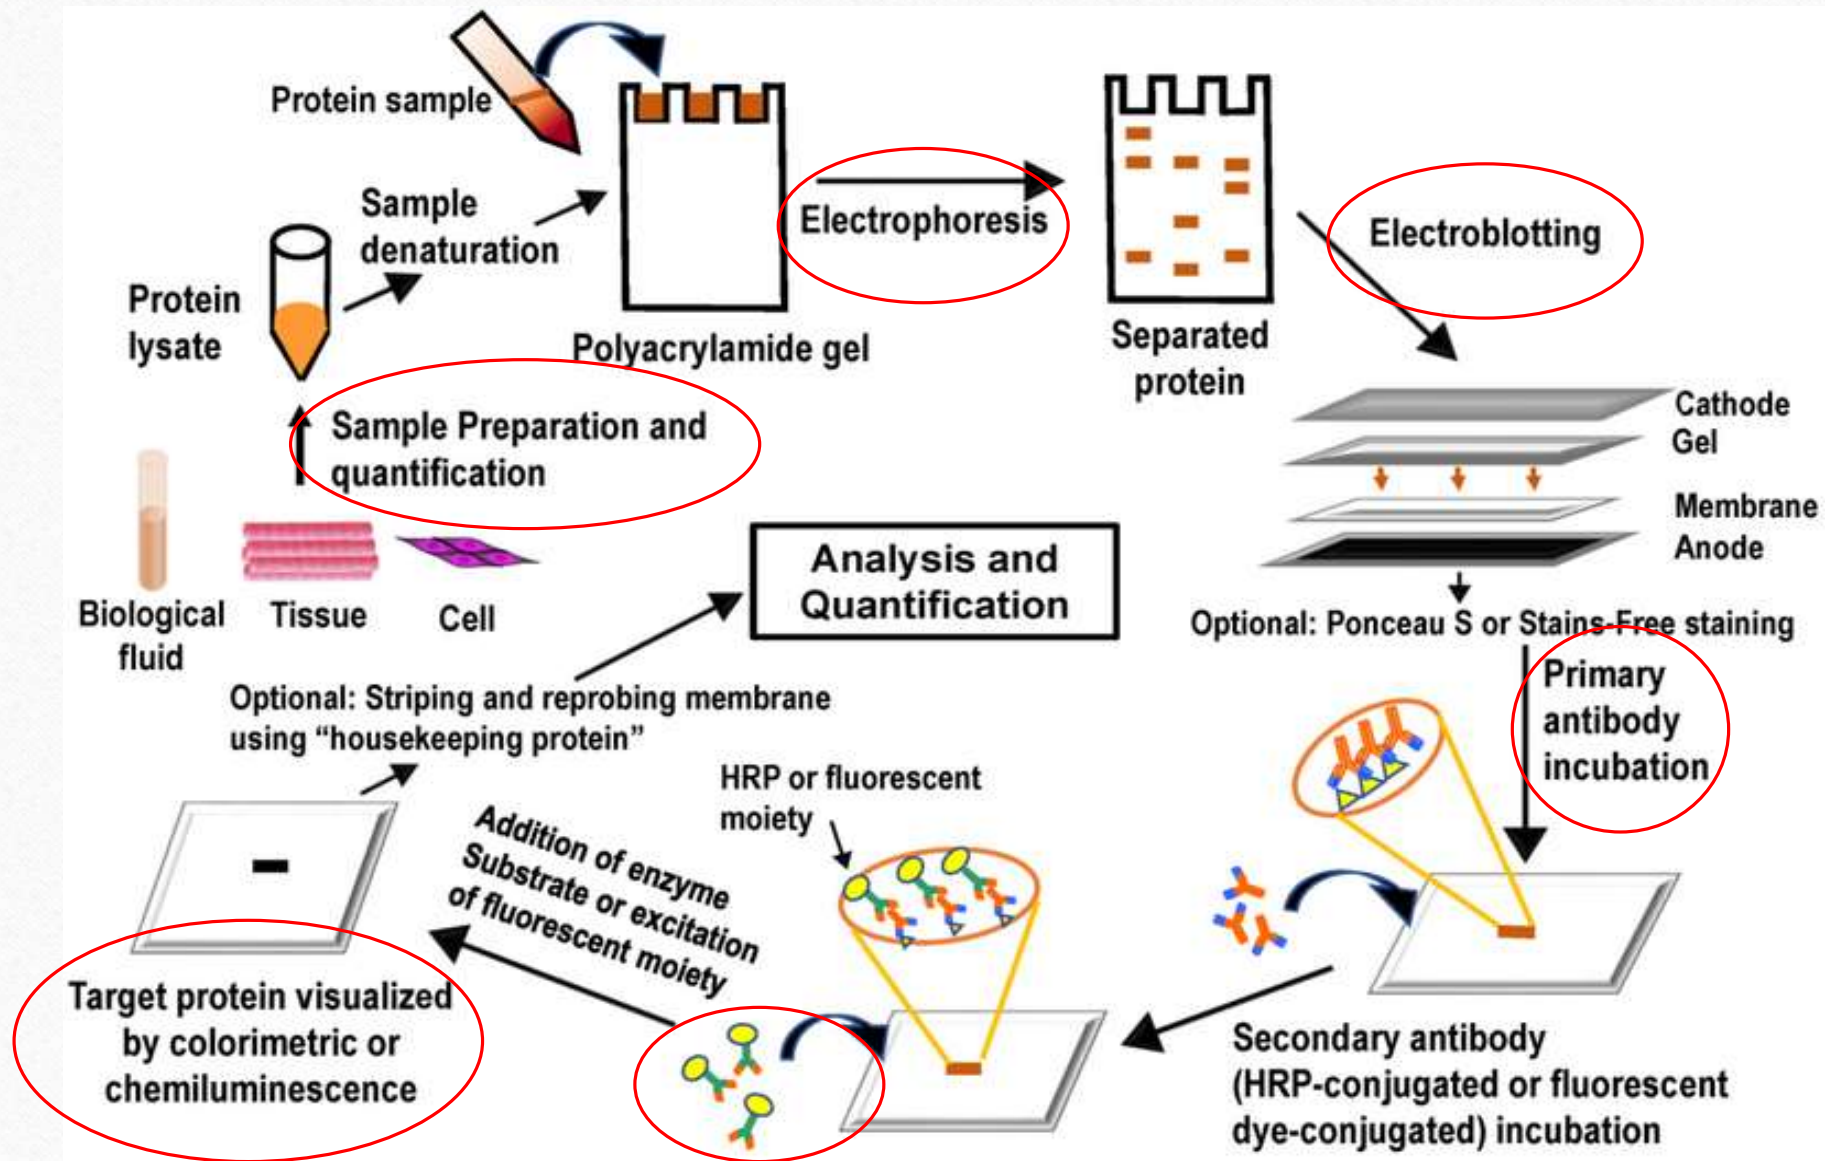 Protein sample
Sample
denaturation
Protein
lysate
Polyacrylamide gel
Electrophoresis
Separated
protein
Electroblotting
Cathode
Gel
Membrane
Anode
Sample Preparation and
quantification
Biological
fluid
Tissue
Cell
Analysis and
Quantification
Optional: Ponceau S or Stains-Free staining
Primary
antibody
incubation
Optional: Striping and reprobing membrane
using “housekeeping protein”
HRP or fluorescent
moiety
Addition of enzyme
Substrate or excitation
of fluorescent moiety
Target protein visualized
by colorimetric or
chemiluminescence
Secondary antibody
(HRP-conjugated or fluorescent
dye-conjugated) incubation